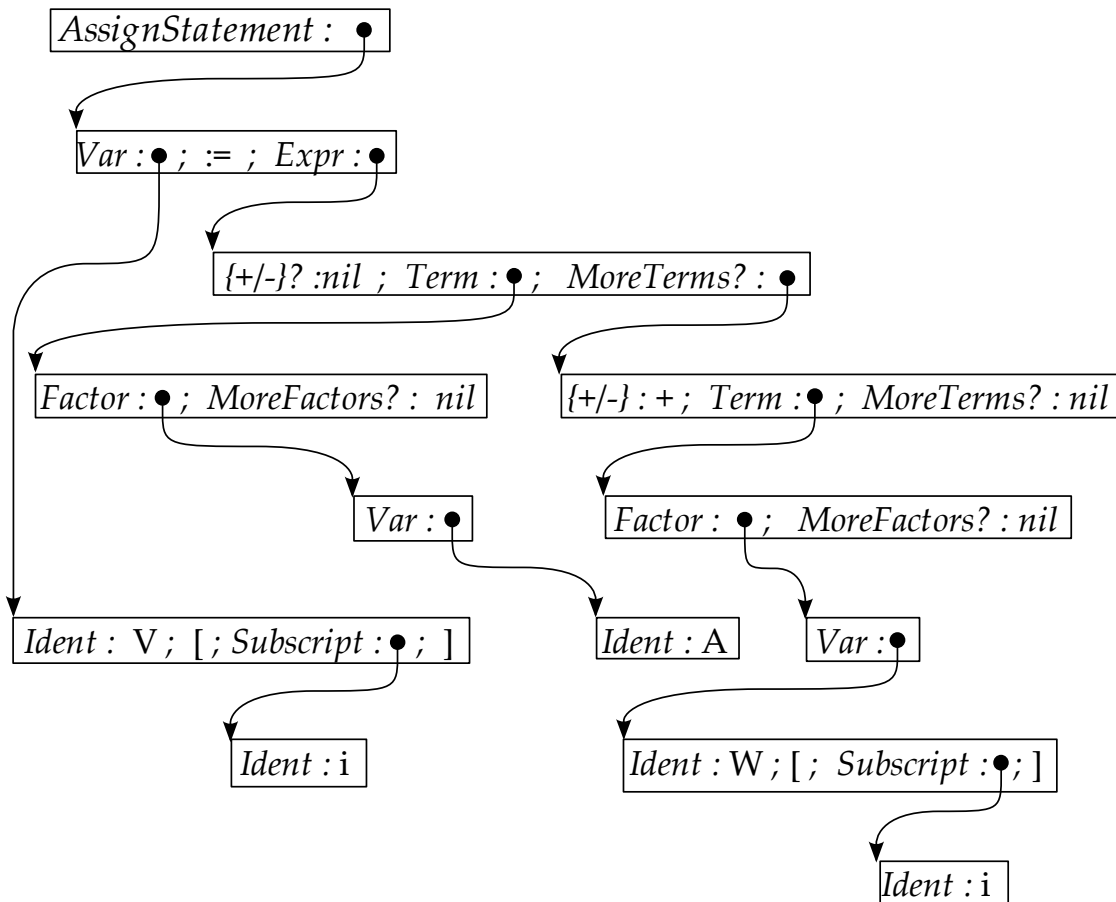 AssignStatement :
Var : ; := ; Expr :
{+/-}? :nil ; Term : ; MoreTerms? :
Factor : ; MoreFactors? : nil
{+/-} : + ; Term : ; MoreTerms? : nil
Var :
Factor : ; MoreFactors? : nil
Ident : V ; [ ; Subscript : ; ]
Ident : A
Var :
Ident : i
Ident : W ; [ ; Subscript : ; ]
Ident : i